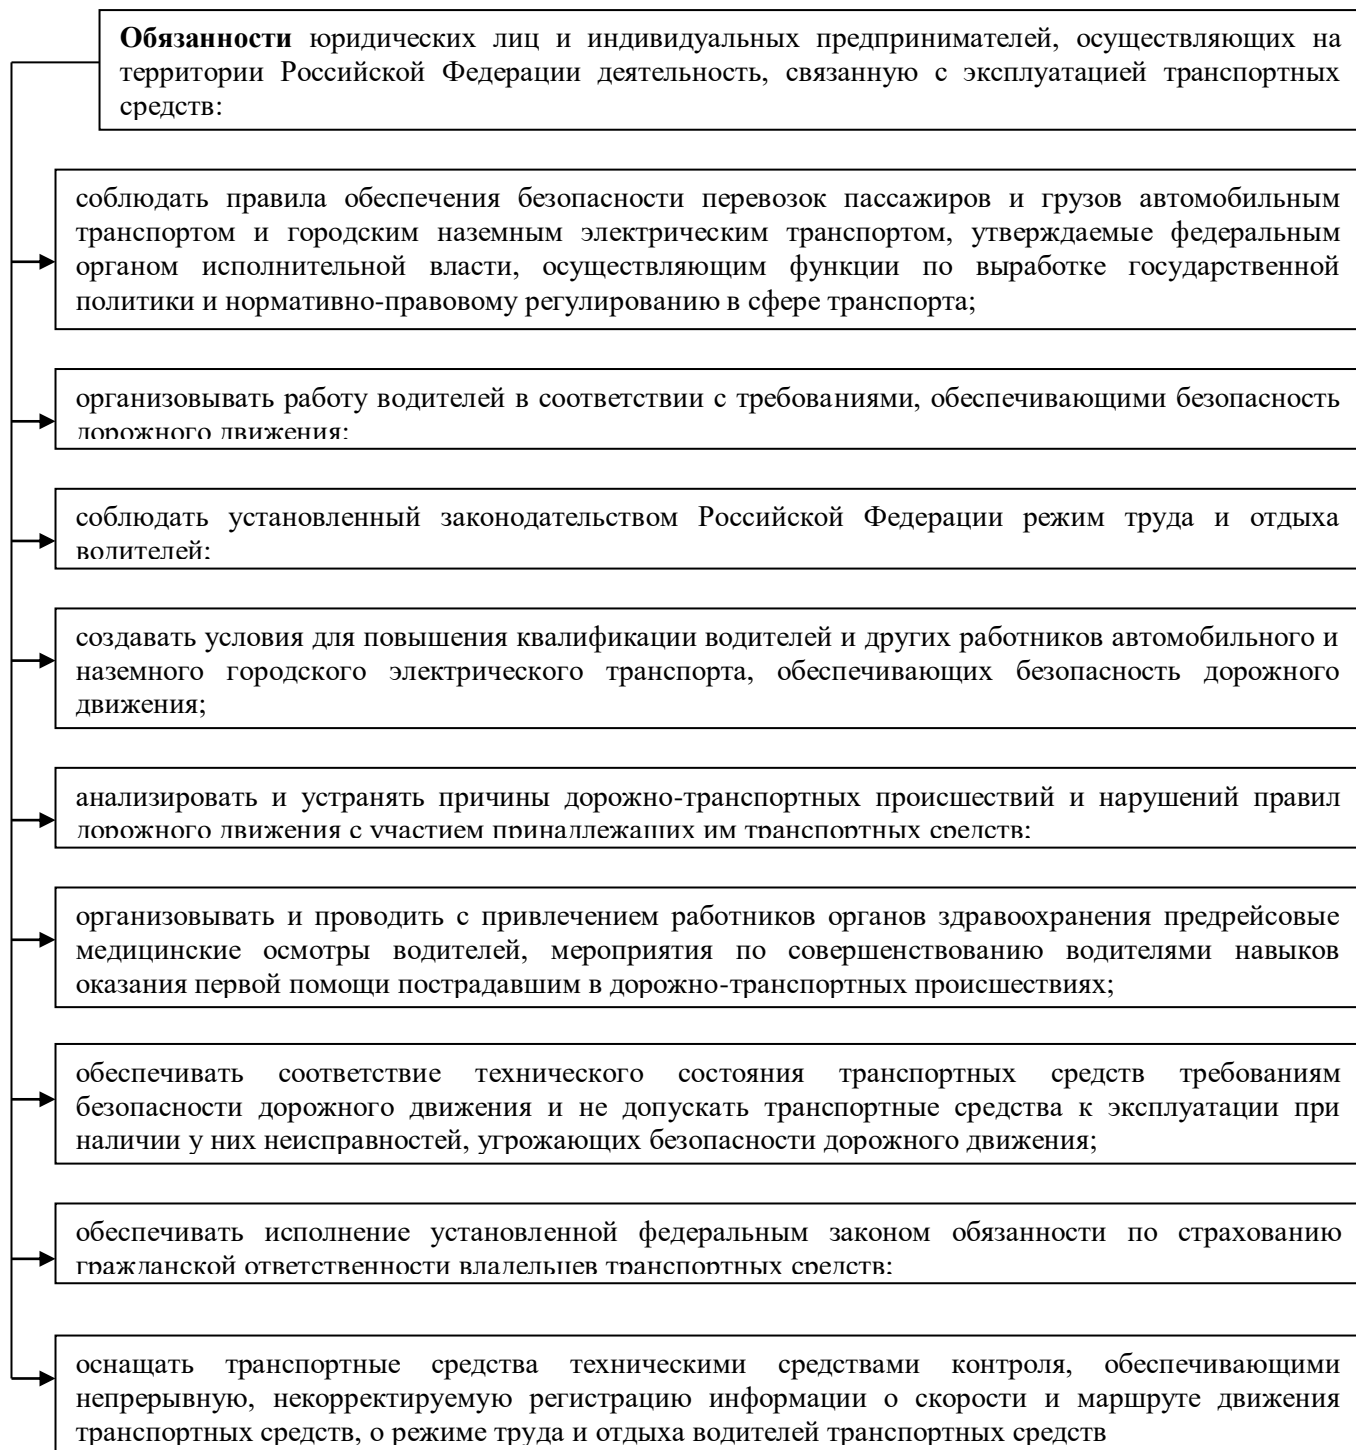 Обязанности юридических лиц и индивидуальных предпринимателей, осуществляющих на
территории Российской Федерации деятельность, связанную с эксплуатацией транспортных
средств:
соблюдать правила обеспечения безопасности перевозок пассажиров и грузов автомобильным
транспортом и городским наземным электрическим транспортом, утверждаемые федеральным
органом исполнительной власти, осуществляющим функции по выработке государственной
политики и нормативно-правовому регулированию в сфере транспорта;
организовывать работу водителей в соответствии с требованиями, обеспечивающими безопасность
дорожного движения;
соблюдать установленный законодательством Российской Федерации режим труда и отдыха
водителей;
создавать условия для повышения квалификации водителей и других работников автомобильного и
наземного городского электрического транспорта, обеспечивающих безопасность дорожного
движения;
анализировать и устранять причины дорожно-транспортных происшествий и нарушений правил
дорожного движения с участием принадлежащих им транспортных средств;
организовывать и проводить с привлечением работников органов здравоохранения предрейсовые
медицинские осмотры водителей, мероприятия по совершенствованию водителями навыков
оказания первой помощи пострадавшим в дорожно-транспортных происшествиях;
обеспечивать соответствие технического состояния транспортных средств требованиям
безопасности дорожного движения и не допускать транспортные средства к эксплуатации при
наличии у них неисправностей, угрожающих безопасности дорожного движения;
обеспечивать исполнение установленной федеральным законом обязанности по страхованию
гражданской ответственности владельцев транспортных средств;
оснащать транспортные средства техническими средствами контроля, обеспечивающими
непрерывную, некорректируемую регистрацию информации о скорости и маршруте движения
транспортных средств, о режиме труда и отдыха водителей транспортных средств